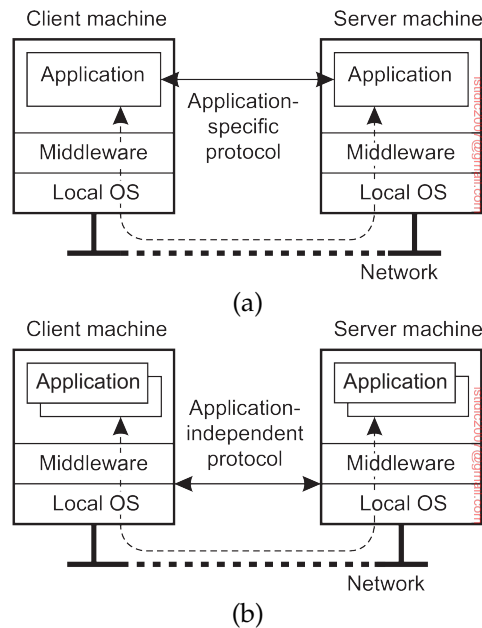 Client machine
Server machine
Application
Application
Application-
specific
protocol
Middleware
Middleware
Local OS
Local OS
Network
(a)
Client machine
Server machine
Application
Application
Application-
independent
protocol
Middleware
Middleware
Local OS
Local OS
Network
(b)